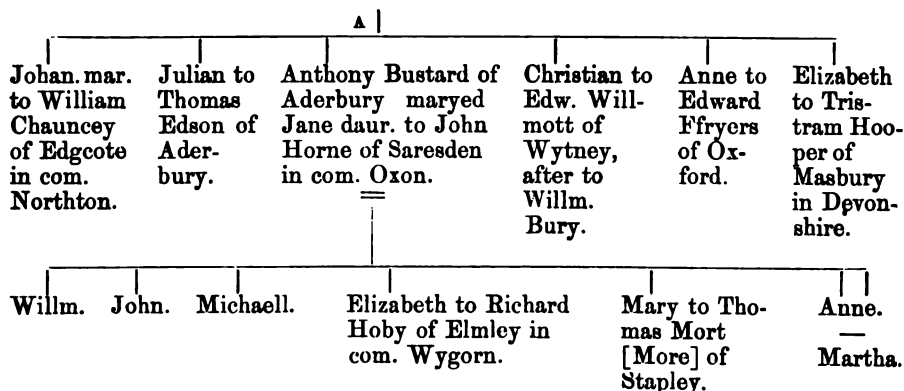 A
Johan. mar.
to William
Chauncey
of Edgcote
in com.
Northton.
Julian to
Thomas
Edson of
Ader-
bury.
Anthony Bustard of
Aderbury maryed
Jane daur. to John
Horne of Saresden
in com. Oxon.
Christian to
Edw. Will-
mott of
Wytney,
after to
Willm.
Bury.
Anne to
Edward
Ffryers
of Ox-
ford.
Elizabeth
to Tris-
tram Hoo-
per of
Masbury
in Devon-
shire.
Willm.
John.
Michaell.
Elizabeth to Richard
Hoby of Elmley in
com. Wygorn.
Mary to Tho-
mas Mort
[More] of
Stapley.
Anne.
—
Martha.